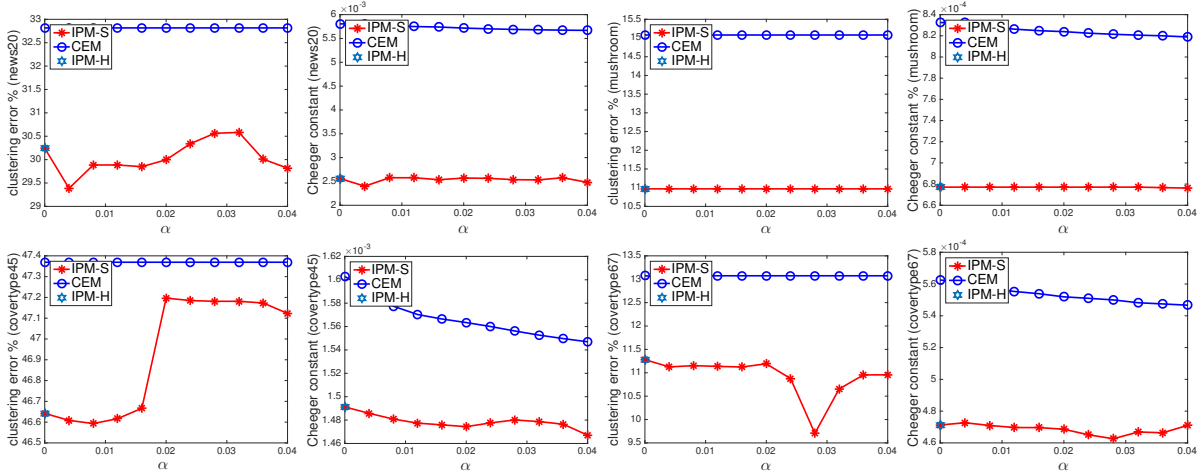 33
32.5
32
31.5
31
30.5
30
29.5
29
0 0.01 0.02 0.03 0.04
α
clustering error % (news20)
IPM-S
CEM
IPM-H
×10⁻³
6
5.5
5
4.5
4
3.5
3
2.5
2
0 0.01 0.02 0.03 0.04
α
Cheeger constant (news20)
IPM-S
CEM
IPM-H
15.5
15
14.5
14
13.5
13
12.5
12
11.5
11
10.5
0 0.01 0.02 0.03 0.04
α
clustering error % (mushroom)
IPM-S
CEM
IPM-H
×10⁻⁴
8.4
8.2
8
7.8
7.6
7.4
7.2
7
6.8
6.6
0 0.01 0.02 0.03 0.04
α
Cheeger constant % (mushroom)
IPM-S
CEM
IPM-H
47.4
47.3
47.2
47.1
47
46.9
46.8
46.7
46.6
46.5
0 0.01 0.02 0.03 0.04
α
clustering error % (covertype45)
IPM-S
CEM
IPM-H
×10⁻³
1.62
1.6
1.58
1.56
1.54
1.52
1.5
1.48
1.46
0 0.01 0.02 0.03 0.04
α
Cheeger constant (covertype45)
IPM-S
CEM
IPM-H
13.5
13
12.5
12
11.5
11
10.5
10
9.5
0 0.01 0.02 0.03 0.04
α
clustering error % (covertype67)
IPM-S
CEM
IPM-H
×10⁻⁴
5.8
5.6
5.4
5.2
5
4.8
4.6
0 0.01 0.02 0.03 0.04
α
Cheeger constant (covertype67)
IPM-S
CEM
IPM-H